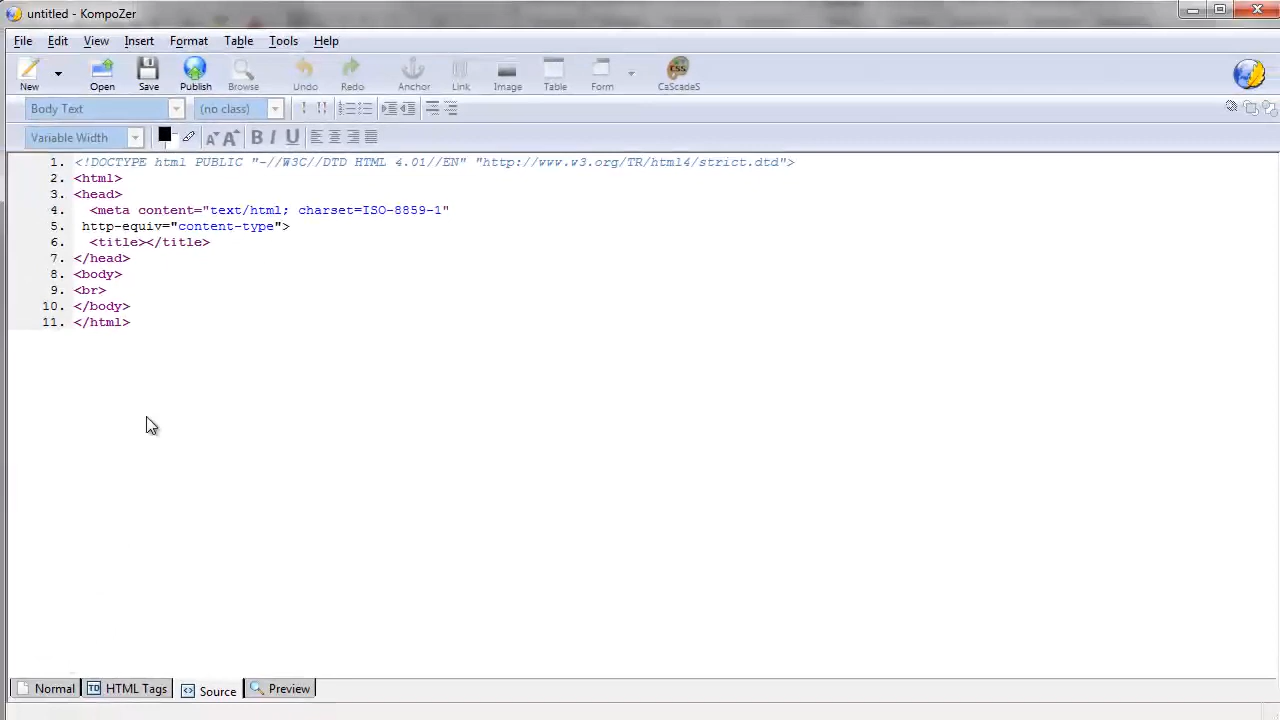 untitled - KompoZer
File Edit View Insert Format Table Tools Help
New Open Save Publish Browse Undo Redo Anchor Link Image Table Form CaScadeS
Body Text (no class)
Variable Width B I U
1. <!DOCTYPE html PUBLIC "-//W3C//DTD HTML 4.01//EN" "http://www.w3.org/TR/html4/strict.dtd">
2. <html>
3. <head>
4. <meta content="text/html; charset=ISO-8859-1"
5. http-equiv="content-type">
6. <title></title>
7. </head>
8. <body>
9. <br>
10. </body>
11. </html>
Normal TD HTML Tags <> Source Preview